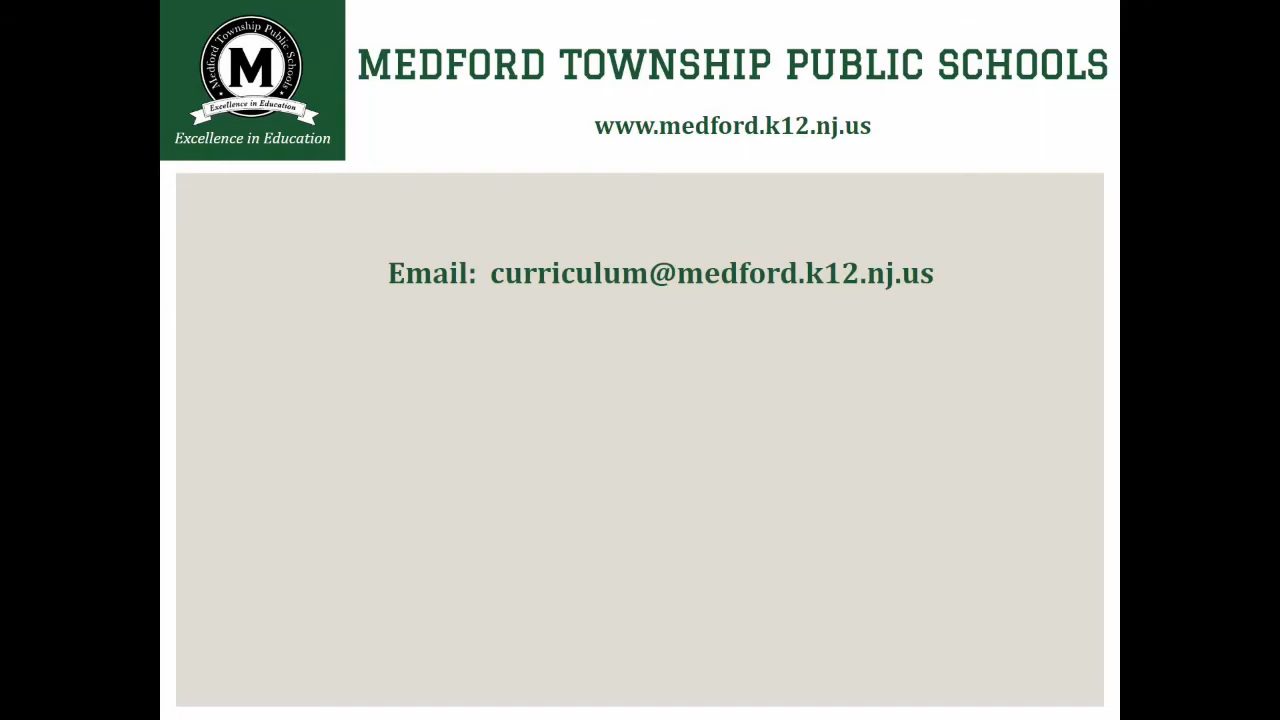 Medford Township Public Schools
M
Excellence in Education
Excellence in Education
MEDFORD TOWNSHIP PUBLIC SCHOOLS
www.medford.k12.nj.us
Email: curriculum@medford.k12.nj.us